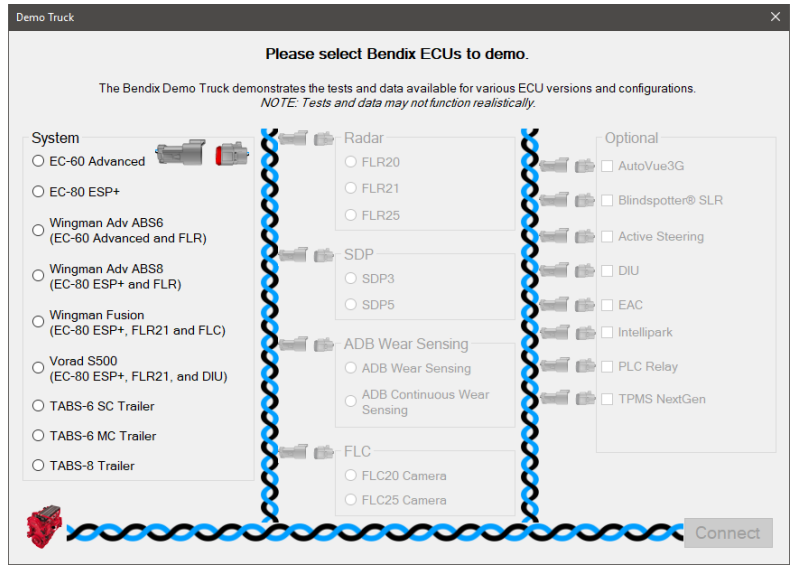 Demo Truck
Please select Bendix ECUs to demo.
The Bendix Demo Truck demonstrates the tests and data available for various ECU versions and configurations.
NOTE: Tests and data may not function realistically.
System
EC-60 Advanced
EC-80 ESP+
Wingman Adv ABS6
(EC-60 Advanced and FLR)
Wingman Adv ABS8
(EC-80 ESP+ and FLR)
Wingman Fusion
(EC-80 ESP+, FLR21 and FLC)
Vorad S500
(EC-80 ESP+, FLR21, and DIU)
TABS-6 SC Trailer
TABS-6 MC Trailer
TABS-8 Trailer
Radar
FLR20
FLR21
FLR25
SDP
SDP3
SDP5
ADB Wear Sensing
ADB Wear Sensing
ADB Continuous Wear
Sensing
FLC
FLC20 Camera
FLC25 Camera
Optional
AutoVue3G
Blindspotter® SLR
Active Steering
DIU
EAC
Intellipark
PLC Relay
TPMS NextGen
Connect